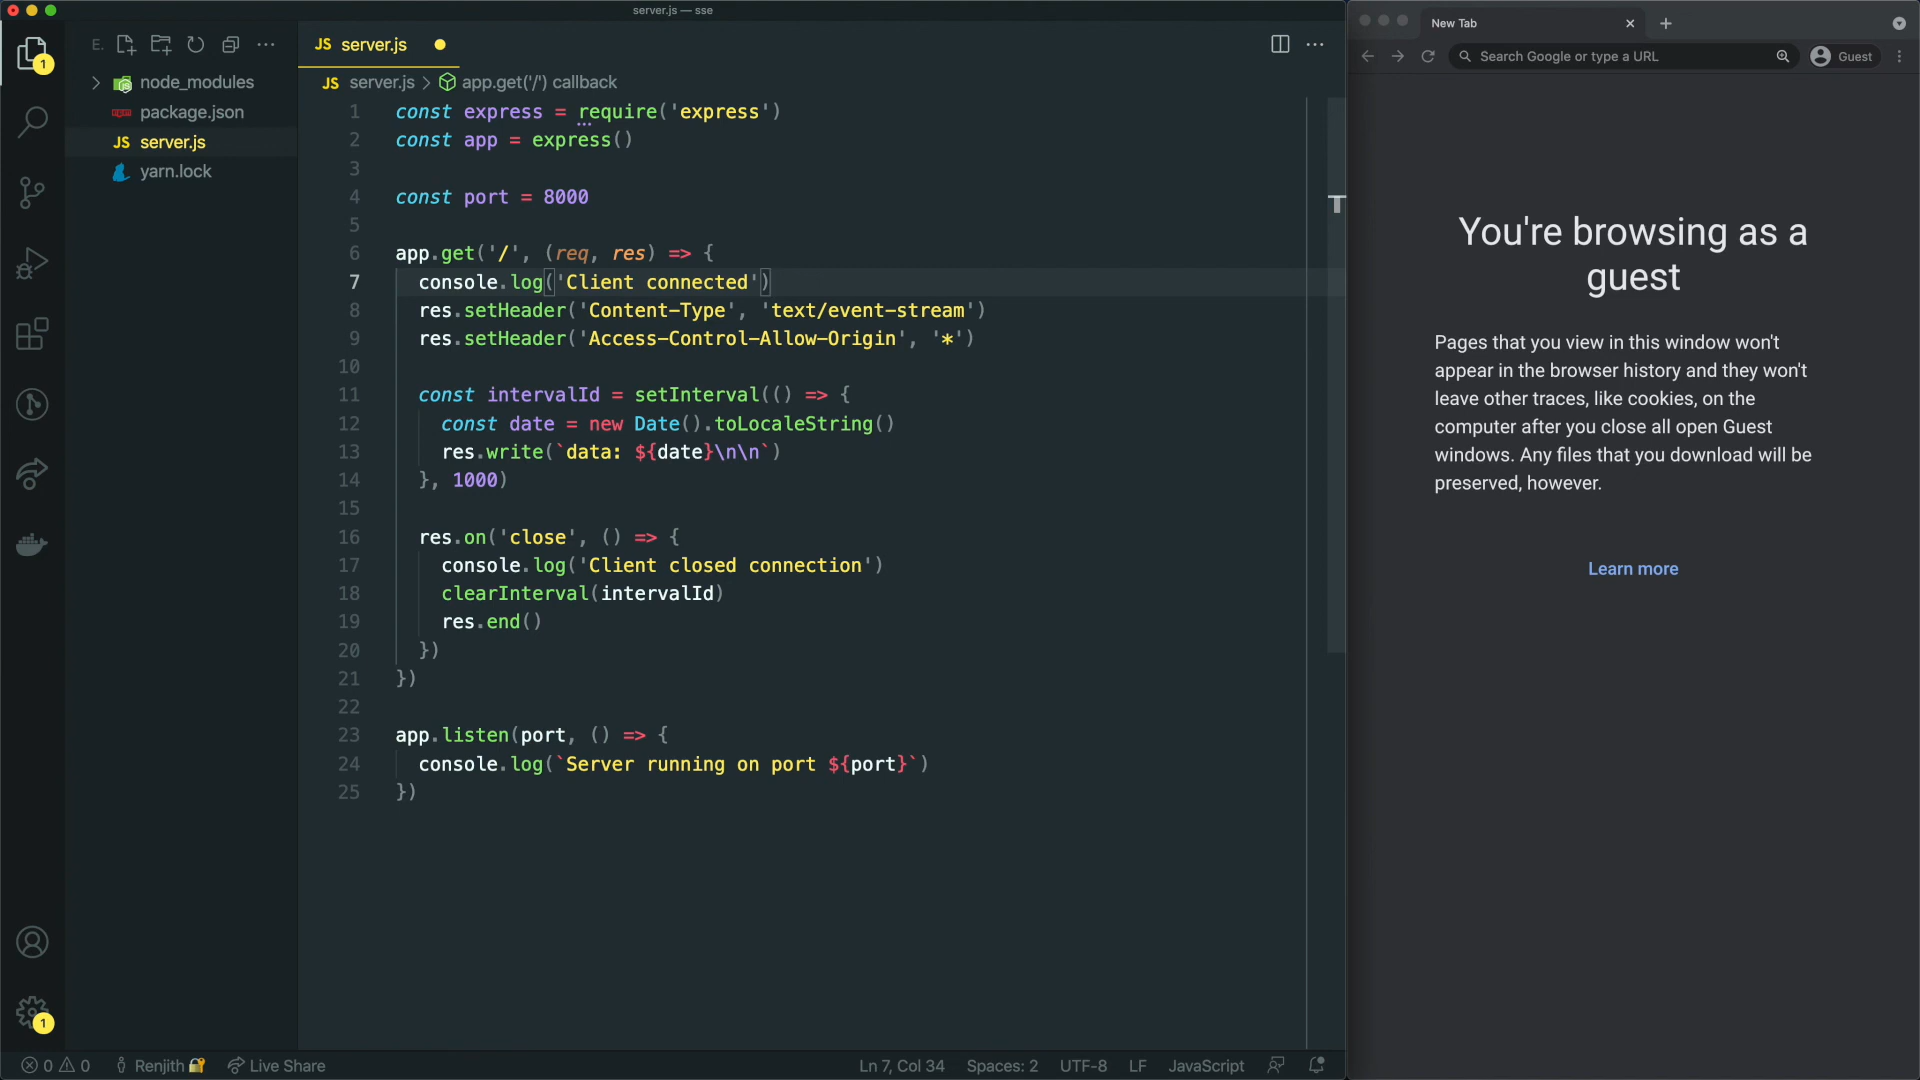 server.js — sse
E.
node_modules
package.json
JS server.js
yarn.lock
1
1
JS server.js
JS server.js > app.get('/') callback
1 const express = require('express')
2 const app = express()
3
4 const port = 8000
5
6 app.get('/', (req, res) => {
7 console.log('Client connected')
8 res.setHeader('Content-Type', 'text/event-stream')
9 res.setHeader('Access-Control-Allow-Origin', '*')
10
11 const intervalId = setInterval(() => {
12 const date = new Date().toLocaleString()
13 res.write(`data: ${date}\n\n`)
14 }, 1000)
15
16 res.on('close', () => {
17 console.log('Client closed connection')
18 clearInterval(intervalId)
19 res.end()
20 })
21 })
22
23 app.listen(port, () => {
24 console.log(`Server running on port ${port}`)
25 })
0 0 Renjith Live Share
Ln 7, Col 34 Spaces: 2 UTF-8 LF JavaScript
New Tab
Search Google or type a URL
Guest
You're browsing as a
guest
Pages that you view in this window won't
appear in the browser history and they won't
leave other traces, like cookies, on the
computer after you close all open Guest
windows. Any files that you download will be
preserved, however.
Learn more